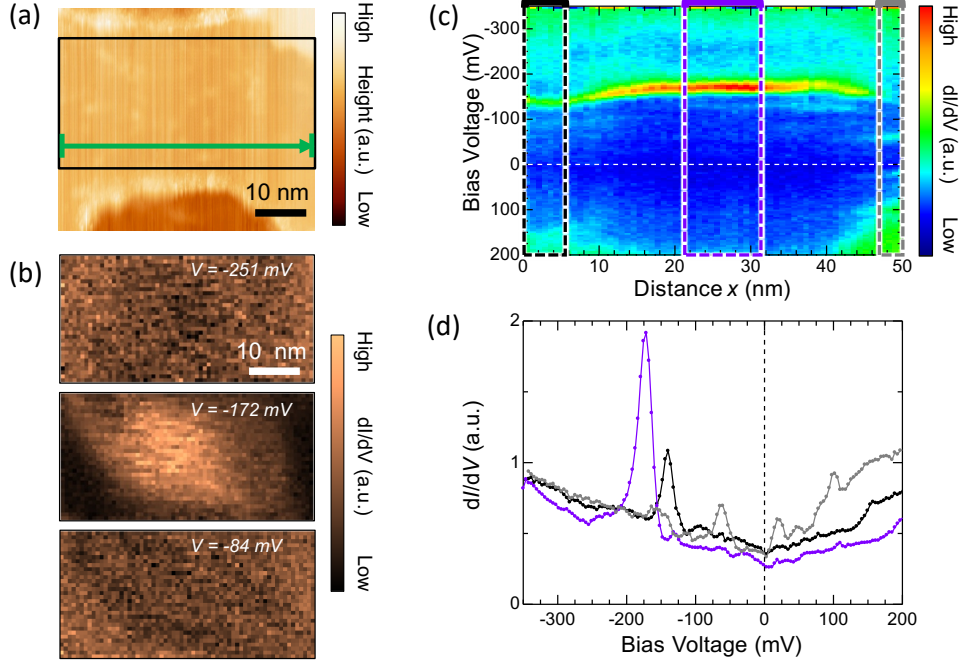 (a)
High
Height (a.u.)
Low
10 nm
(b)
V = -251 mV
10 nm
V = -172 mV
V = -84 mV
High
dI/dV (a.u.)
Low
(c)
-350
-200
-100
0
100
200
Bias Voltage (mV)
0
10
20
30
40
50
Distance x (nm)
High
dI/dV (a.u.)
Low
(d)
2
1
0
dI/dV (a.u.)
-300
-200
-100
0
100
200
Bias Voltage (mV)